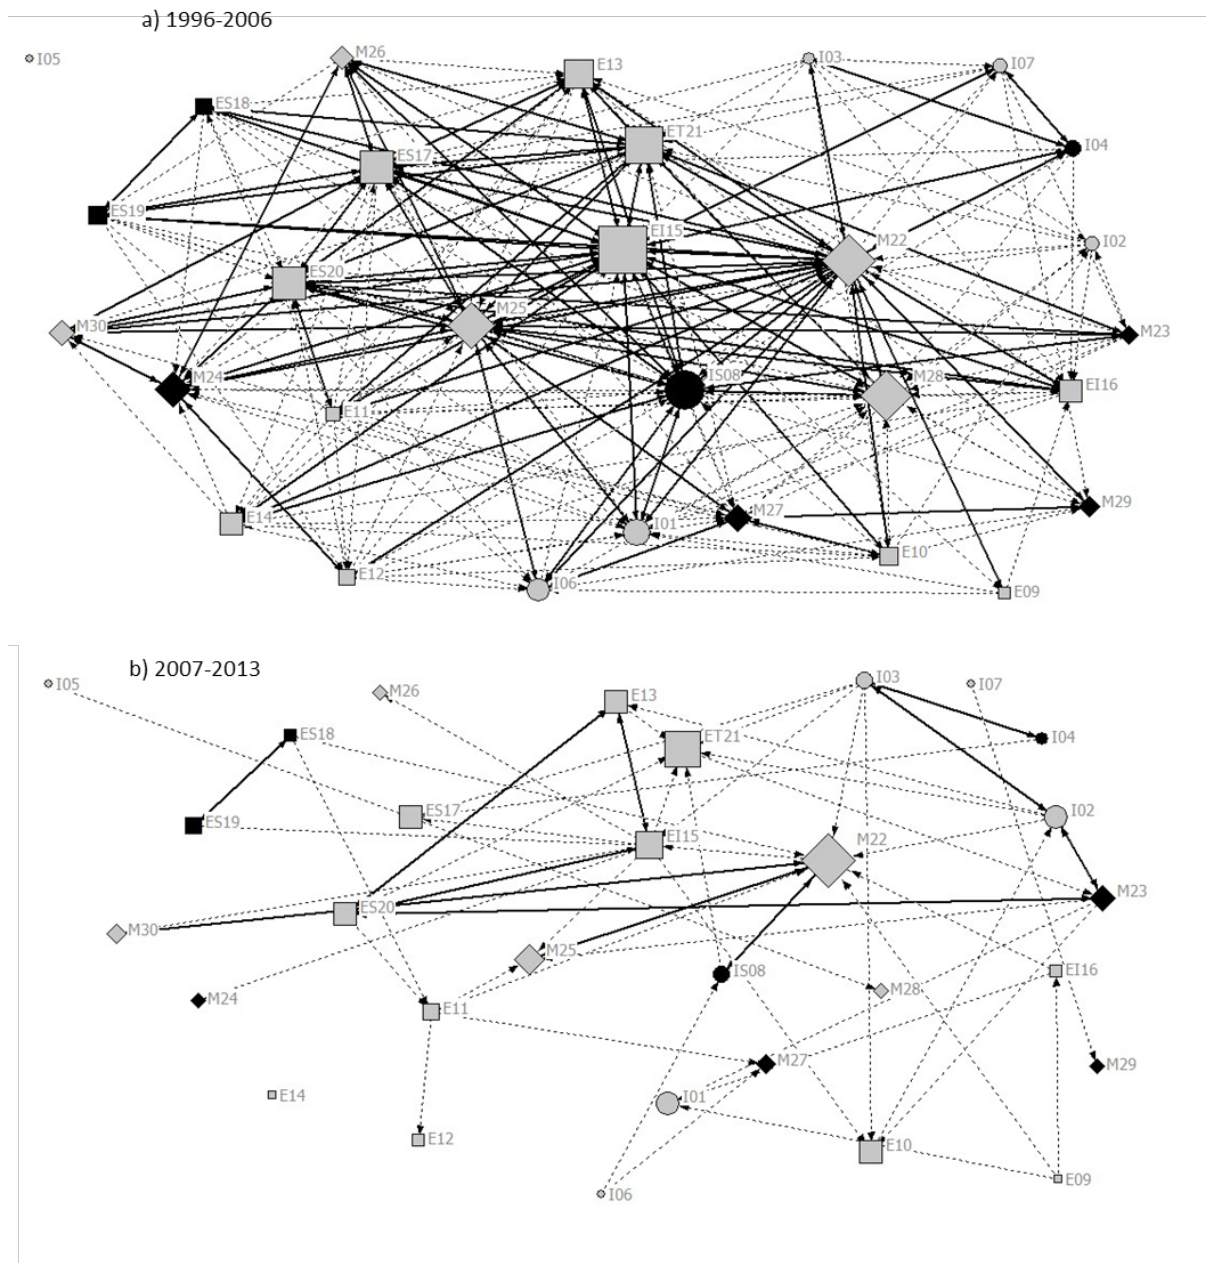 a) 1996-2006
I05
M26
E13
I03
I07
ES18
ET21
I04
ES17
ES19
EI15
M22
I02
ES20
M25
M30
M23
M24
IS08
M28
EI16
E11
E14
I01
M27
M29
E12
I06
E10
E09
b) 2007-2013
I05
M26
E13
I03
I07
ES18
ET21
I04
ES17
I02
ES19
EI15
M22
M23
ES20
M30
M25
IS08
EI16
M24
M28
E11
M27
M29
E14
I01
E12
E10
I06
E09